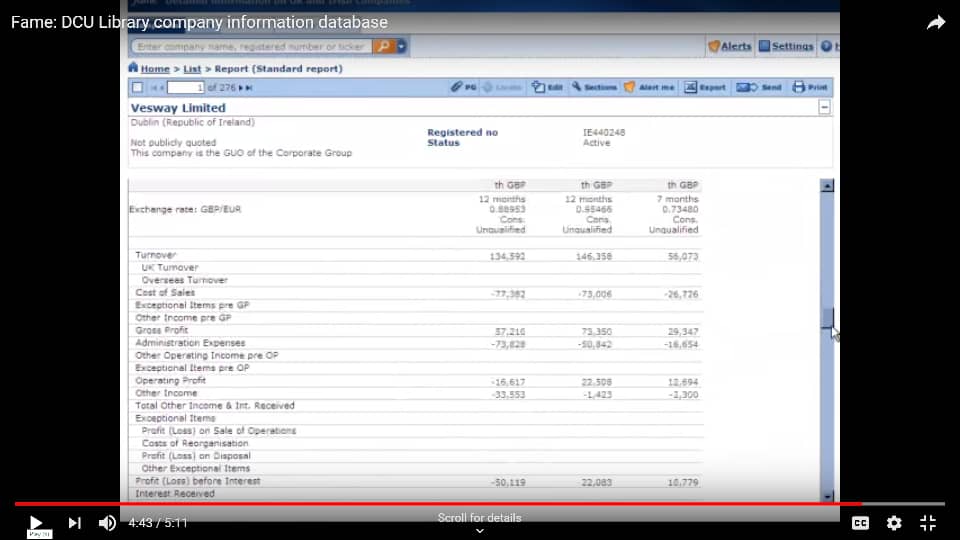 Fame: DCU Library company information database
Enter company name, registered number or ticker
Alerts Settings
Home > List > Report (Standard report)
1 of 276 PG Locate Edit Sections Alert me Export Send Print
Vesway Limited
Dublin (Republic of Ireland)
Registered no IE440248
Not publicly quoted Status Active
This company is the GUO of the Corporate Group
th GBP th GBP th GBP
12 months 12 months 7 months
Exchange rate: GBP/EUR 0.88953 0.95466 0.73480
Cons. Cons. Cons.
Unqualified Unqualified Unqualified
Turnover 134,592 146,358 56,073
UK Turnover
Overseas Turnover
Cost of Sales -77,382 -73,006 -26,726
Exceptional Items pre GP
Other Income pre GP
Gross Profit 57,210 73,350 29,347
Administration Expenses -73,828 -50,842 -16,654
Other Operating Income pre OP
Exceptional Items pre OP
Operating Profit -16,617 22,508 12,694
Other Income -33,553 -1,423 -2,300
Total Other Income & Int. Received
Exceptional Items
Profit (Loss) on Sale of Operations
Costs of Reorganisation
Profit (Loss) on Disposal
Other Exceptional Items
Profit (Loss) before Interest -50,119 22,083 18,779
Interest Received
Scroll for details
4:43 / 5:11
CC